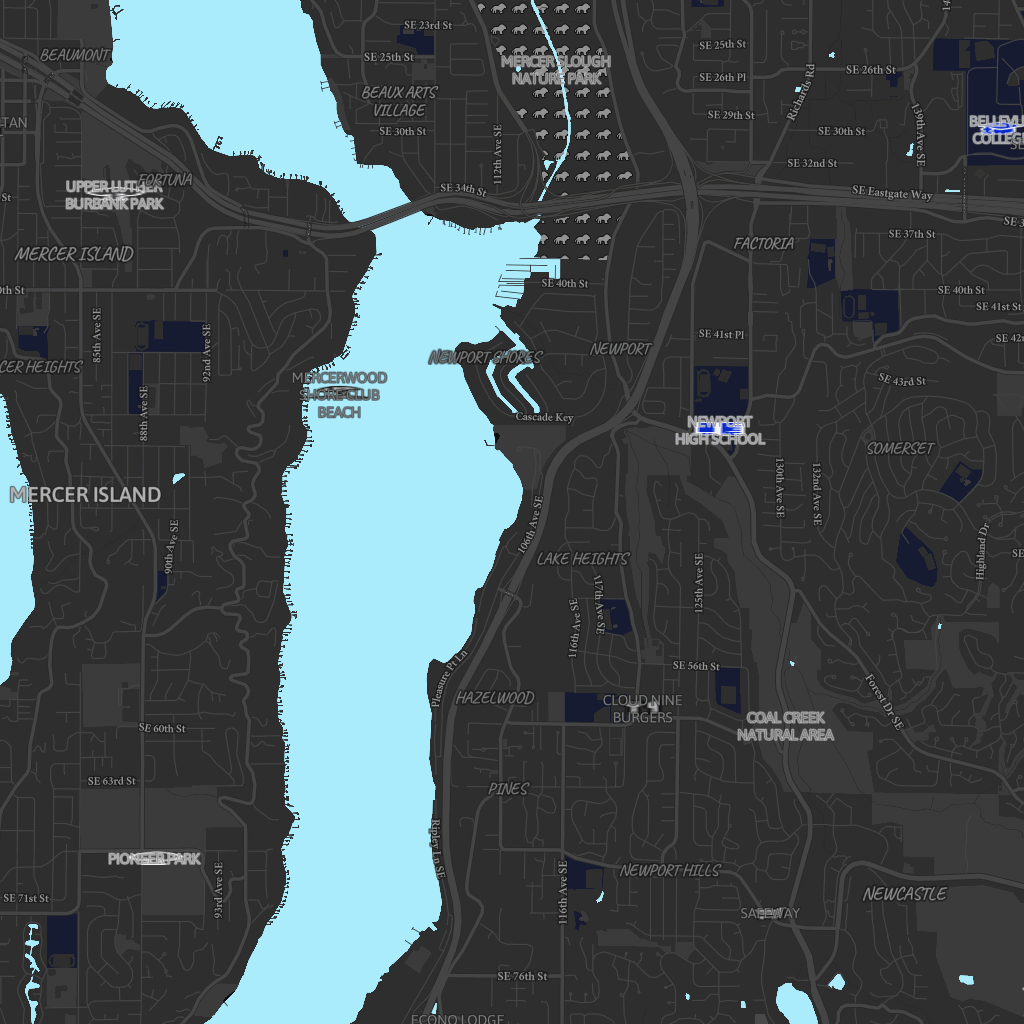 SE 23rd St
SE 25th St
BEAUMONT
SE 25th St
MERCER SLOUGH
NATURE PARK
SE 26th St
SE 26th Pl
Richards Rd
BEAUX ARTS
VILLAGE
SE 29th St
139th Ave SE
SE 30th St
112th Ave SE
SE 30th St
BELLEVUE
COLLEGE
SE 32nd St
FORTUNA
UPPER LUTHER
BURBANK PARK
SE 34th St
SE Eastgate Way
MERCER ISLAND
FACTORIA
SE 37th St
SE 40th St
SE 40th St
SE 41st St
85th Ave SE
92nd Ave SE
SE 41st Pl
NEWPORT SHORES
NEWPORT
HEIGHTS
MERCERWOOD
SHORE CLUB
BEACH
SE 43rd St
88th Ave SE
Cascade Key
NEWPORT
HIGH SCHOOL
SOMERSET
130th Ave SE
132nd Ave SE
MERCER ISLAND
106th Ave SE
90th Ave SE
LAKE HEIGHTS
Highland Dr
125th Ave SE
117th Ave SE
116th Ave SE
Pleasure Pt Ln
SE 56th St
HAZELWOOD
CLOUD NINE
BURGERS
Forest Dr SE
COAL CREEK
NATURAL AREA
SE 60th St
SE 63rd St
PINES
Ripley Ln SE
PIONEER PARK
93rd Ave SE
NEWPORT HILLS
116th Ave SE
NEWCASTLE
SE 71st St
SAFEWAY
SE 76th St
ECONO LODGE